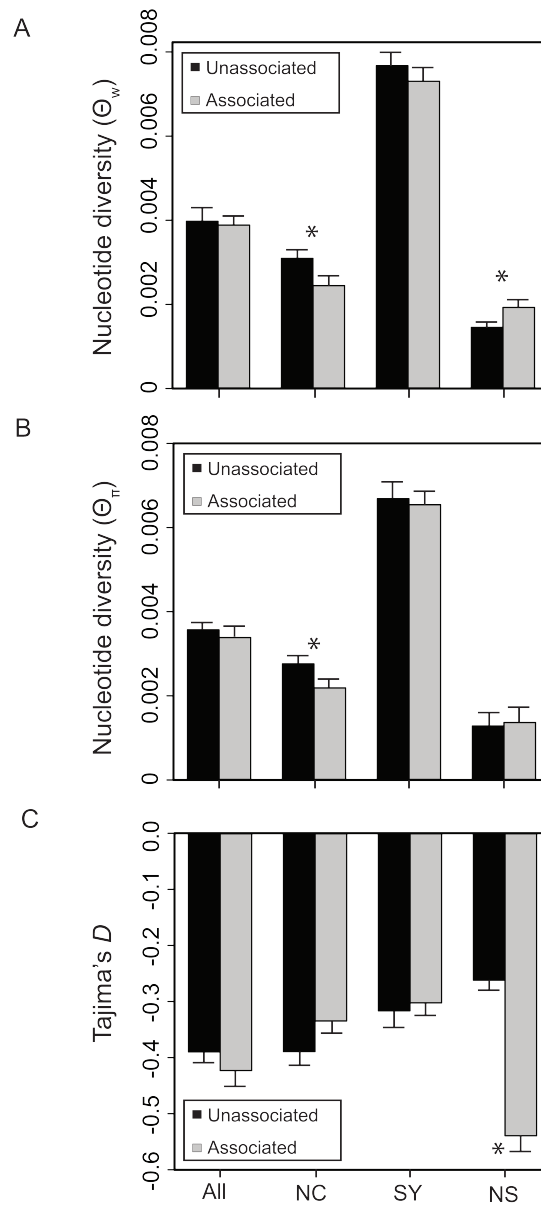 A
Nucleotide diversity (Θw)
0.008
0.006
0.004
0.002
0
Unassociated
Associated
*
*
B
Nucleotide diversity (Θπ)
0.008
0.006
0.004
0.002
0
Unassociated
Associated
*
C
Tajima's D
0.0
-0.1
-0.2
-0.3
-0.4
-0.5
-0.6
Unassociated
Associated
*
All NC SY NS